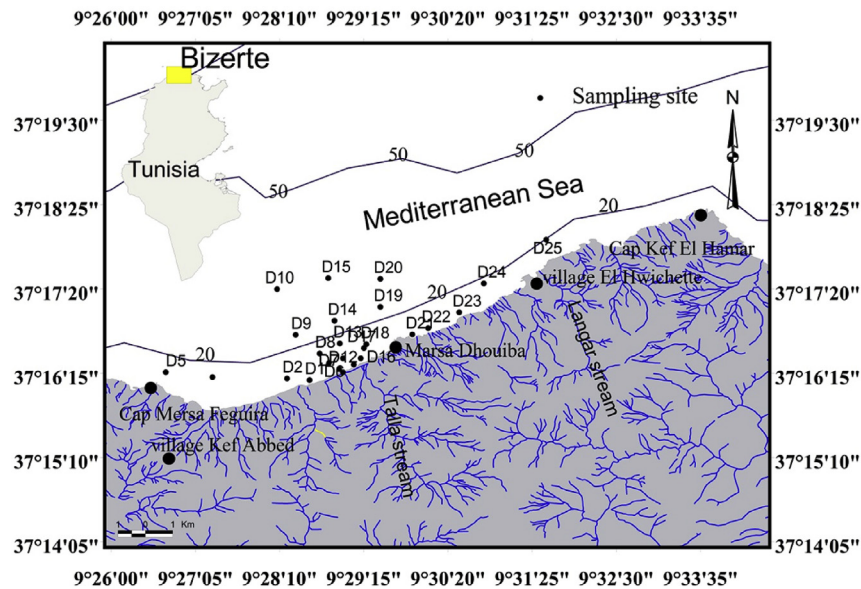 9°26'00" 9°27'05" 9°28'10" 9°29'15" 9°30'20" 9°31'25" 9°32'30" 9°33'35"
Bizerte
Sampling site
N
37°19'30" 37°19'30"
Tunisia
50
50
50
Mediterranean Sea
37°18'25" 37°18'25"
20
Cap Kef El Hamar
D25
D15
D20
D10
D24
village El Hwichette
37°17'20" 37°17'20"
20
D19
D14
D23
Langar stream
D9
D22
D13
D18
D8
Marsa Dhouiba
20
D12
D16
D5
D2
37°16'15" 37°16'15"
Cap Mersa Feguira
Talla stream
village Kef Abbed
37°15'10" 37°15'10"
1 0 1 Km
37°14'05" 37°14'05"
9°26'00" 9°27'05" 9°28'10" 9°29'15" 9°30'20" 9°31'25" 9°32'30" 9°33'35"